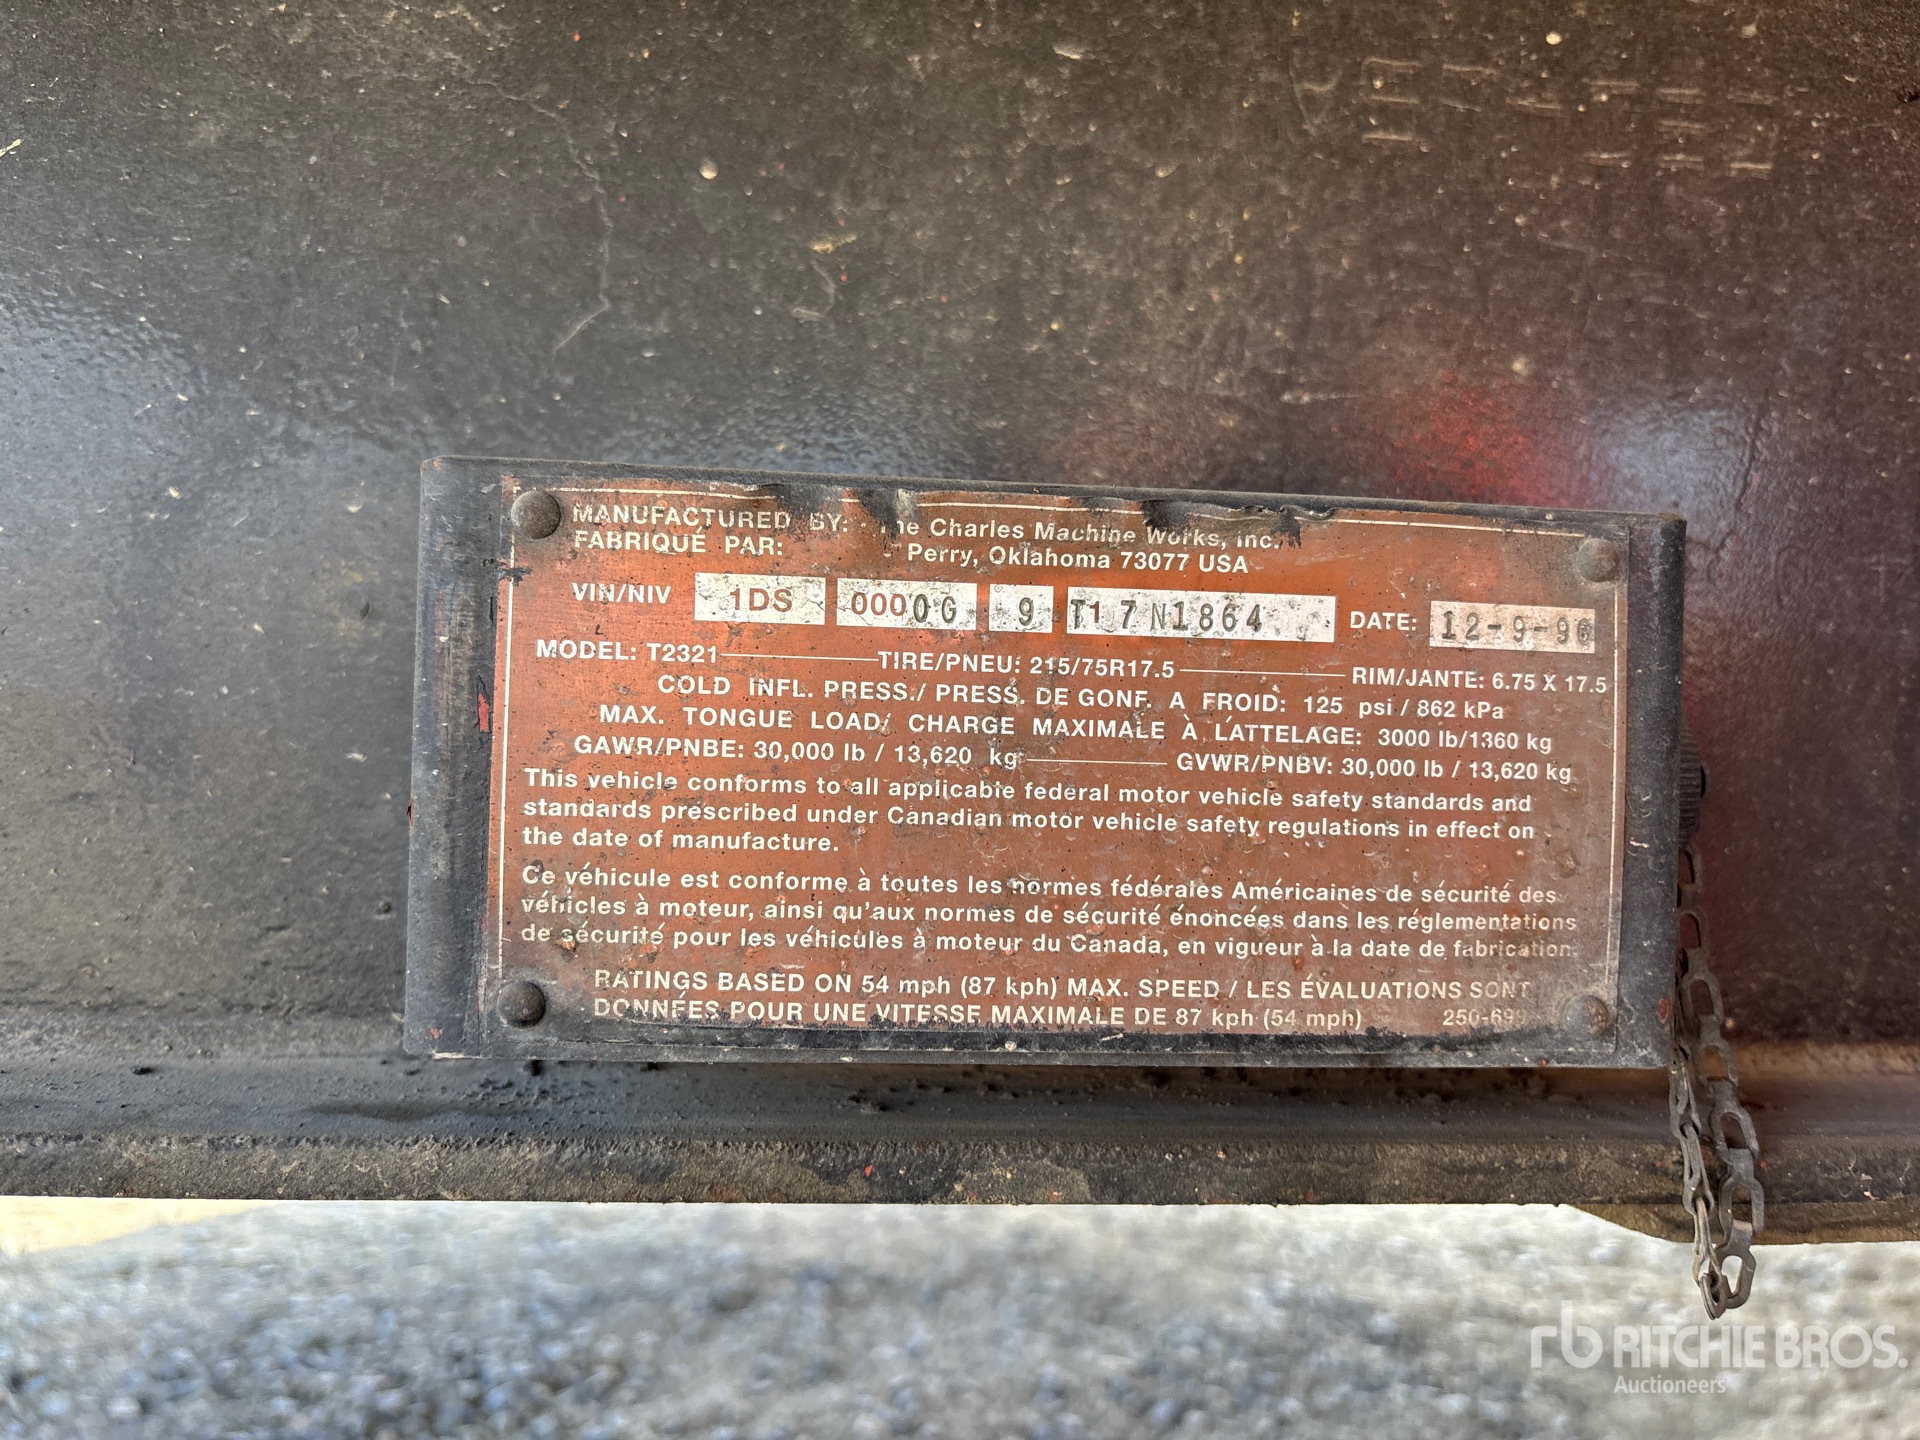 MANUFACTURED BY: The Charles Machine Works, Inc.
FABRIQUÉ PAR: Perry, Oklahoma 73077 USA
VIN/NIV 1DS 0000G 9 T17N1864 DATE: 12-9-96
MODEL: T2321 TIRE/PNEU: 215/75R17.5 RIM/JANTE: 6.75 X 17.5
COLD INFL. PRESS./ PRESS. DE GONF. A FROID: 125 psi / 862 kPa
MAX. TONGUE LOAD/ CHARGE MAXIMALE À L'ATTELAGE: 3000 lb/1360 kg
GAWR/PNBE: 30,000 lb / 13,620 kg GVWR/PNBV: 30,000 lb / 13,620 kg
This vehicle conforms to all applicable federal motor vehicle safety standards and
standards prescribed under Canadian motor vehicle safety regulations in effect on
the date of manufacture.
Ce véhicule est conforme à toutes les normes fédérales Américaines de sécurité des
véhicles à moteur, ainsi qu'aux normes de sécurité énoncées dans les réglementations
de sécurité pour les véhicules à moteur du Canada, en vigueur à la date de fabrication.
RATINGS BASED ON 54 mph (87 kph) MAX. SPEED / LES ÉVALUATIONS SONT
DONNÉES POUR UNE VITESSE MAXIMALE DE 87 kph (54 mph)
rb RITCHIE BROS.
Auctioneers